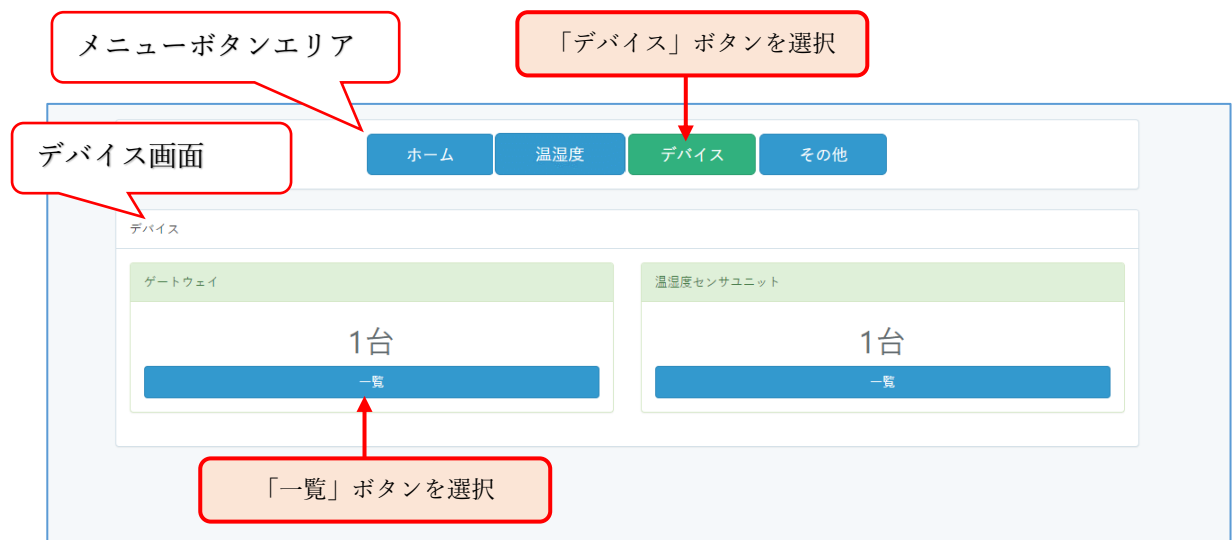 メニューボタンエリア
「デバイス」ボタンを選択
デバイス画面
ホーム
温湿度
デバイス
その他
デバイス
ゲートウェイ
温湿度センサユニット
1台
1台
一覧
一覧
「一覧」ボタンを選択